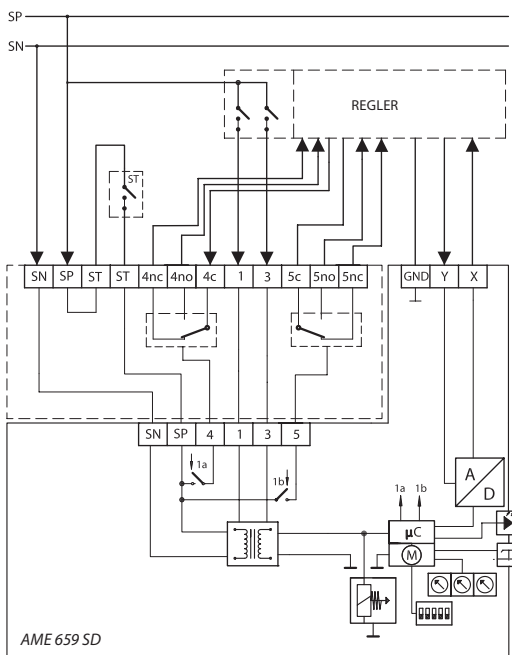 SP
SN
REGLER
ST
SN SP ST ST 4nc 4no 4c 1 3 5c 5no 5nc GND Y X
SN SP 4 1 3 5
1a
1b
1a 1b
A
D
µC
M
AME 659 SD